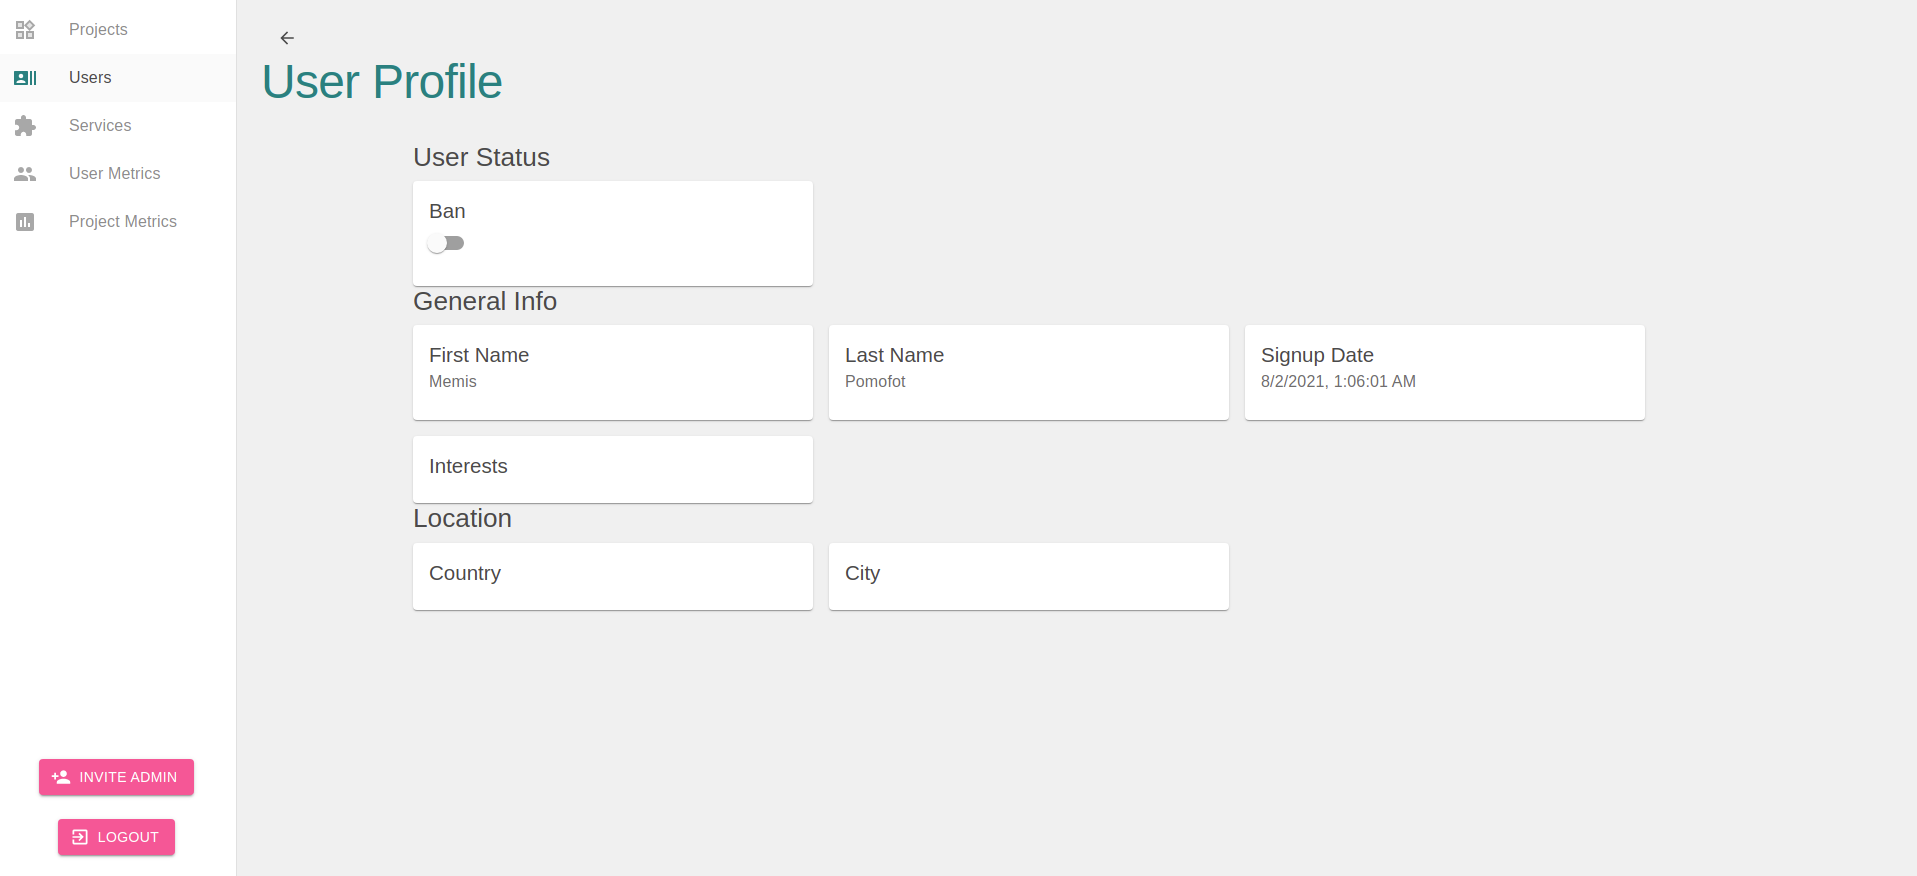 Projects
Users
Services
User Metrics
Project Metrics
INVITE ADMIN
LOGOUT
User Profile
User Status
Ban
General Info
First Name
Memis
Last Name
Pomofot
Signup Date
8/2/2021, 1:06:01 AM
Interests
Location
Country
City